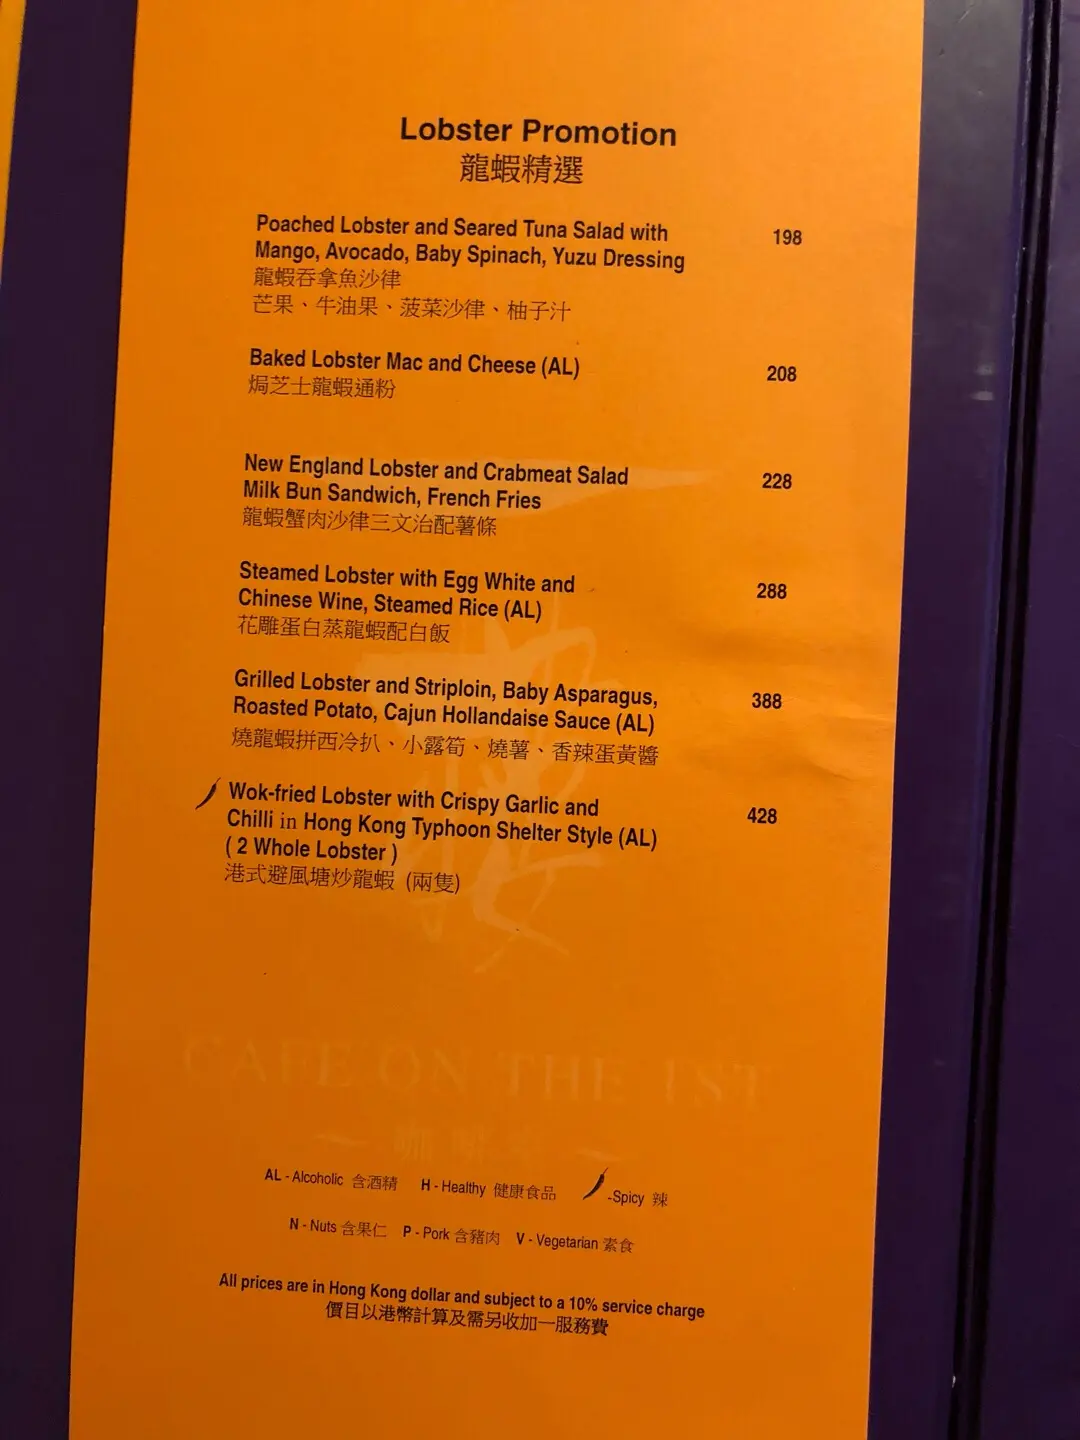 Lobster Promotion
龍蝦精選
Poached Lobster and Seared Tuna Salad with
Mango, Avocado, Baby Spinach, Yuzu Dressing
198
龍蝦吞拿魚沙律
芒果、牛油果、菠菜沙律、柚子汁
Baked Lobster Mac and Cheese (AL)
208
焗芝士龍蝦通粉
New England Lobster and Crabmeat Salad
Milk Bun Sandwich, French Fries
228
龍蝦蟹肉沙律三文治配薯條
Steamed Lobster with Egg White and
Chinese Wine, Steamed Rice (AL)
288
花雕蛋白蒸龍蝦配白飯
Grilled Lobster and Striploin, Baby Asparagus,
Roasted Potato, Cajun Hollandaise Sauce (AL)
388
燒龍蝦拼西冷扒、小露筍、燒薯、香辣蛋黃醬
Wok-fried Lobster with Crispy Garlic and
Chilli in Hong Kong Typhoon Shelter Style (AL)
( 2 Whole Lobster )
428
港式避風塘炒龍蝦 (兩隻)
CAFE ON THE 1ST
AL - Alcoholic 含酒精 H - Healthy 健康食品 -Spicy 辣
N - Nuts 含果仁 P - Pork 含豬肉 V - Vegetarian 素食
All prices are in Hong Kong dollar and subject to a 10% service charge
價目以港幣計算及需另收加一服務費